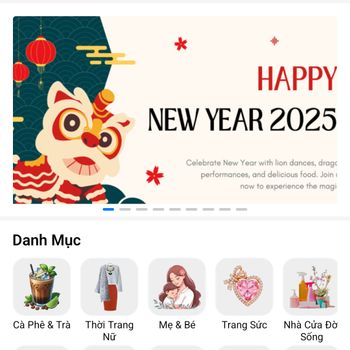 HAPPY
NEW YEAR 2025
Celebrate New Year with lion dances, drago
performances, and delicious food. Join
now to experience the magi
Danh Mục
Cà Phê & Trà
Thời Trang
Nữ
Mẹ & Bé
Trang Sức
Nhà Cửa Đờ
Sống